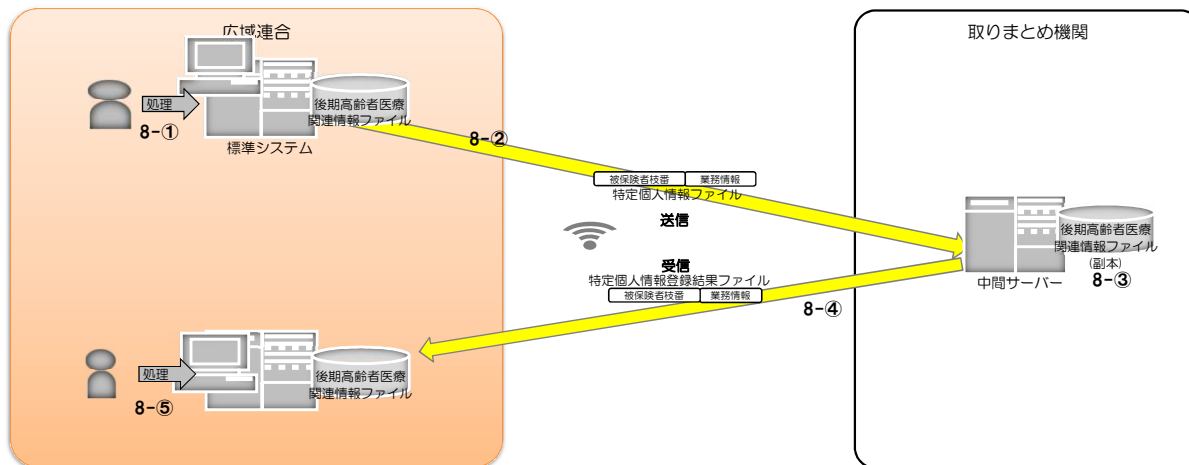 広域連合
取りまとめ機関
処理
8-①
後期高齢者医療
関連情報ファイル
標準システム
8-②
被保険者枝番 業務情報
特定個人情報ファイル
送信
受信
特定個人情報登録結果ファイル
被保険者枝番 業務情報
8-④
後期高齢者医療
関連情報ファイル
(副本)
中間サーバー
8-③
処理
8-⑤
後期高齢者医療
関連情報ファイル